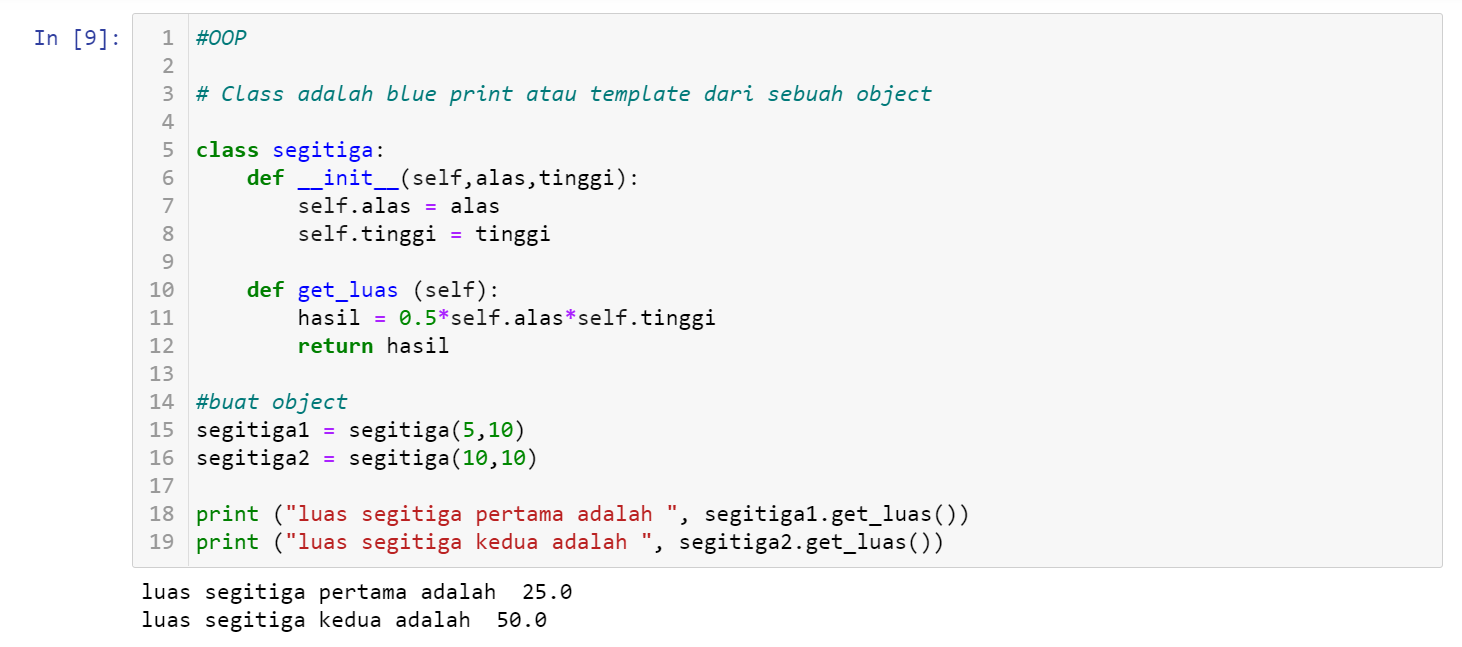 In [9]:
1 #OOP
2
3 # Class adalah blue print atau template dari sebuah object
4
5 class segitiga:
6     def __init__(self,alas,tinggi):
7         self.alas = alas
8         self.tinggi = tinggi
9
10     def get_luas (self):
11         hasil = 0.5*self.alas*self.tinggi
12         return hasil
13
14 #buat object
15 segitiga1 = segitiga(5,10)
16 segitiga2 = segitiga(10,10)
17
18 print ("luas segitiga pertama adalah ", segitiga1.get_luas())
19 print ("luas segitiga kedua adalah ", segitiga2.get_luas())
luas segitiga pertama adalah  25.0
luas segitiga kedua adalah  50.0